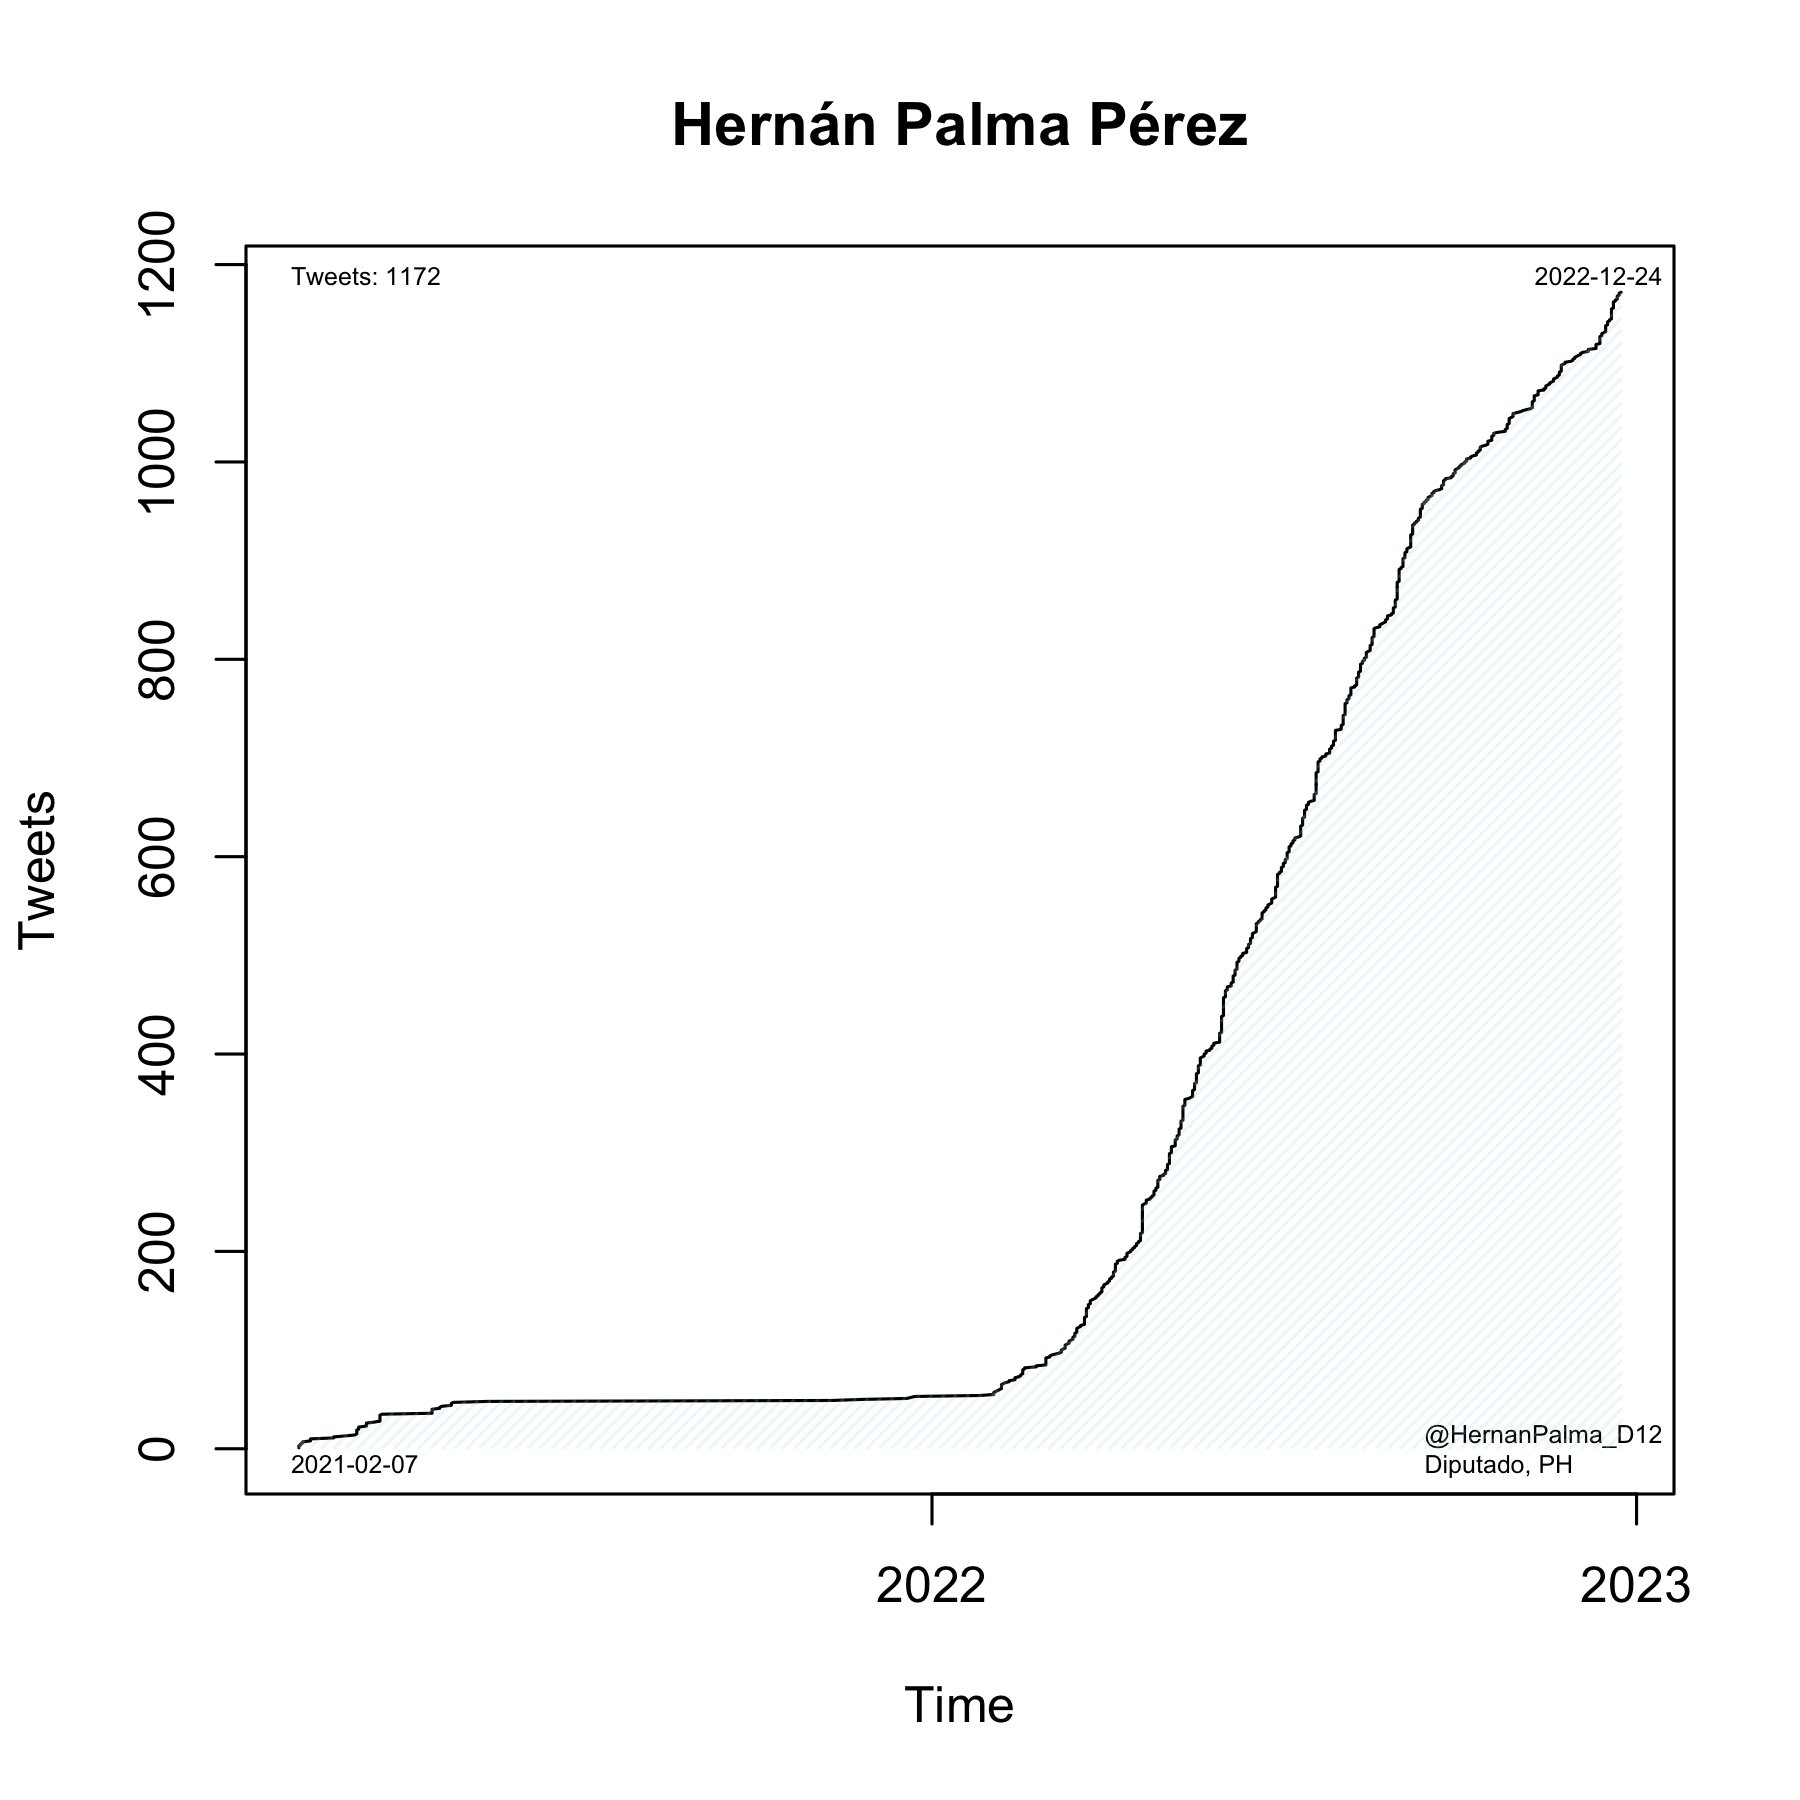 Hernán Palma Pérez
Tweets: 1172
2022-12-24
1200
1000
800
600
400
200
0
Tweets
@HernanPalma_D12
Diputado, PH
2021-02-07
2022
2023
Time